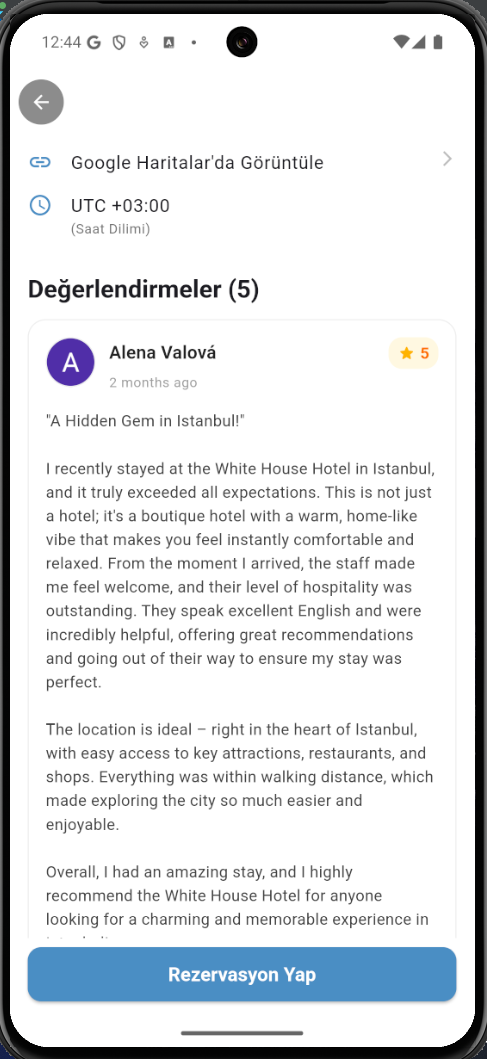 12:44
Google Haritalar'da Görüntüle
UTC +03:00
(Saat Dilimi)
Değerlendirmeler (5)
A
Alena Valová
5
2 months ago
"A Hidden Gem in Istanbul!"
I recently stayed at the White House Hotel in Istanbul,
and it truly exceeded all expectations. This is not just
a hotel; it's a boutique hotel with a warm, home-like
vibe that makes you feel instantly comfortable and
relaxed. From the moment I arrived, the staff made
me feel welcome, and their level of hospitality was
outstanding. They speak excellent English and were
incredibly helpful, offering great recommendations
and going out of their way to ensure my stay was
perfect.
The location is ideal – right in the heart of Istanbul,
with easy access to key attractions, restaurants, and
shops. Everything was within walking distance, which
made exploring the city so much easier and
enjoyable.
Overall, I had an amazing stay, and I highly
recommend the White House Hotel for anyone
looking for a charming and memorable experience in
Rezervasyon Yap